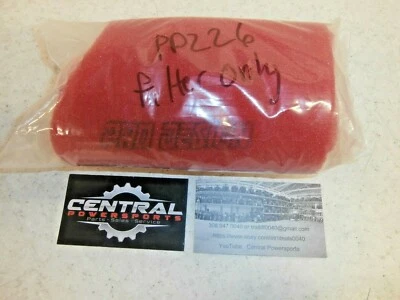 PD226
filter only
PRO DESIGN
CENTRAL
POWERSPORTS
Parts - Sales - Service
YouTube: Central Powersports